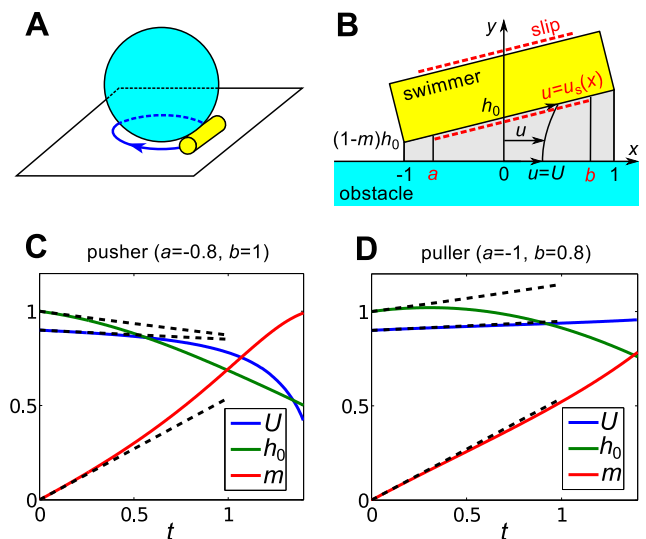 A
B
y
slip
swimmer
u=uₛ(x)
h₀
(1-m)h₀
u
x
-1
a
0
u=U
b
1
obstacle
C
pusher (a=-0.8, b=1)
1
0.5
0
0
0.5
1
t
U
h₀
m
D
puller (a=-1, b=0.8)
1
0.5
0
0
0.5
1
t
U
h₀
m